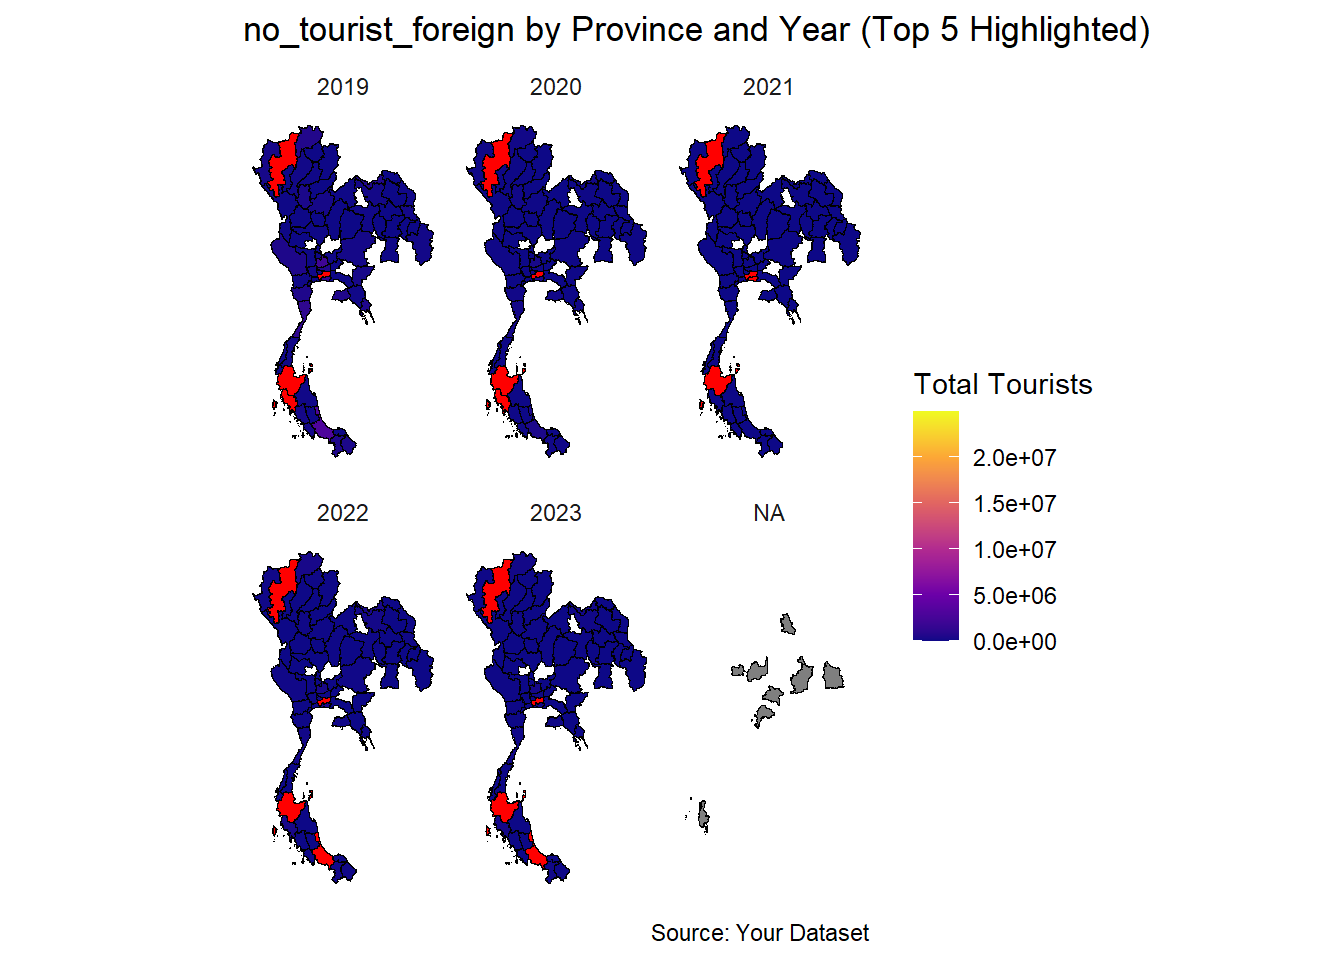 no_tourist_foreign by Province and Year (Top 5 Highlighted)
2019
2020
2021
2022
2023
NA
Total Tourists
2.0e+07
1.5e+07
1.0e+07
5.0e+06
0.0e+00
Source: Your Dataset